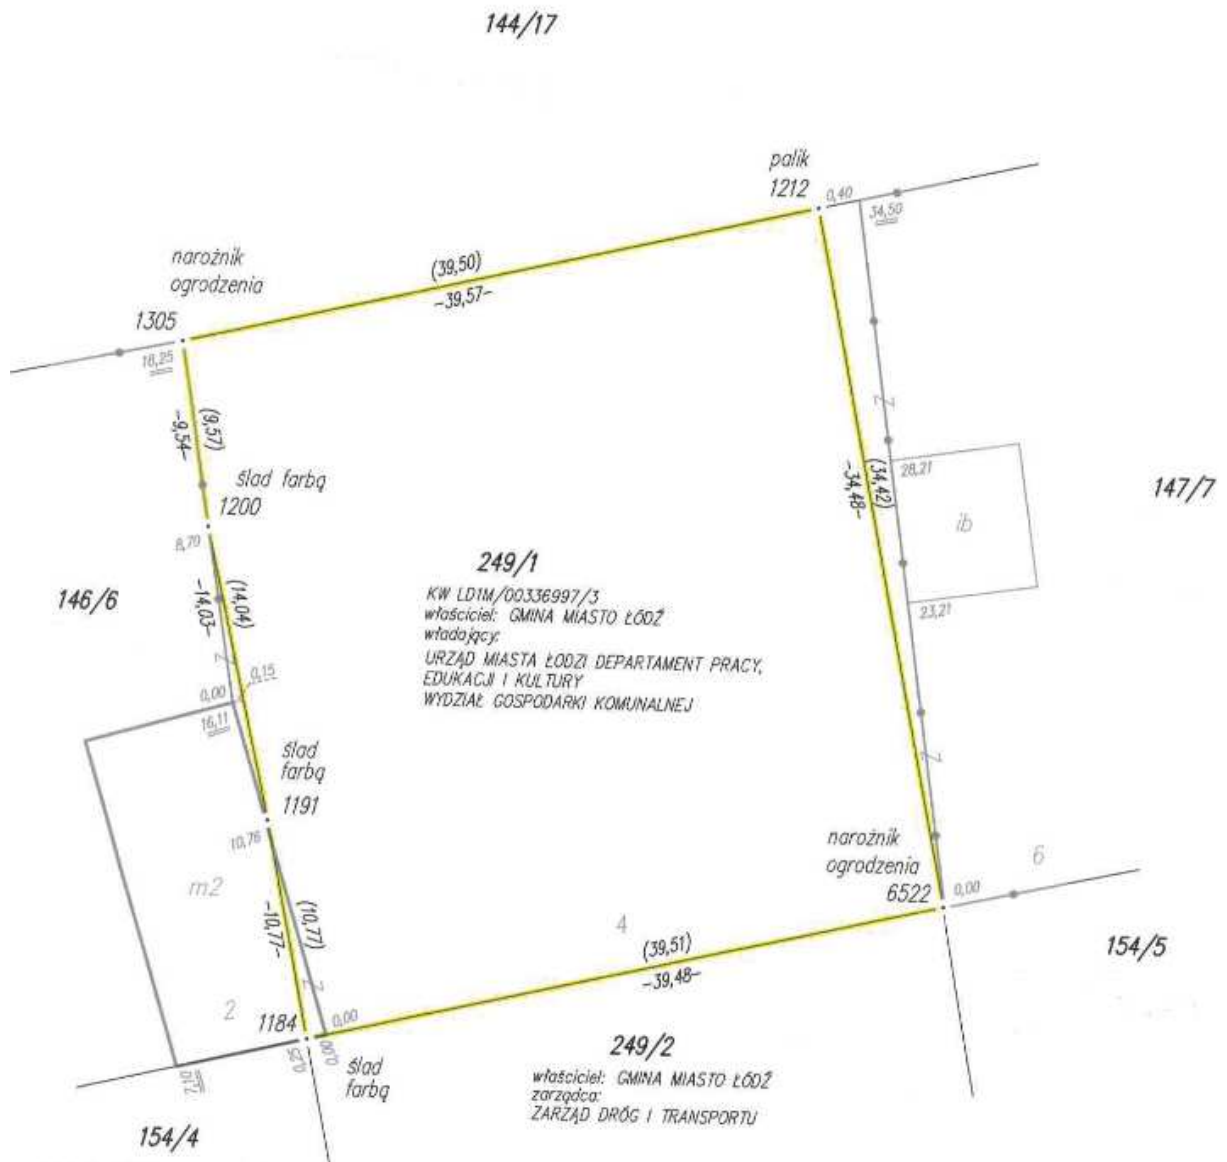 144/17
palik
1212
0,40
34,50
narożnik
ogrodzenia
(39,50)
-39,57-
1305
18,25
(9,57)
-9,54-
ślad farbą
1200
8,70
28,21
(34,42)
-34,48-
147/7
ib
249/1
KW LD1M/00336997/3
właściciel: GMINA MIASTO ŁÓDŹ
władający:
URZĄD MIASTA ŁODZI DEPARTAMENT PRACY,
EDUKACJI I KULTURY
WYDZIAŁ GOSPODARKI KOMUNALNEJ
146/6
(14,04)
-14,03-
23,21
0,15
0,00
16,11
ślad
farbą
1191
10,76
narożnik
ogrodzenia
6522
0,00
6
m2
(10,77)
-10,77-
4
(39,51)
-39,48-
154/5
2
1184
0,00
0,00
0,25
ślad
farbą
249/2
właściciel: GMINA MIASTO ŁÓDŹ
zarządca:
ZARZĄD DRÓG I TRANSPORTU
154/4